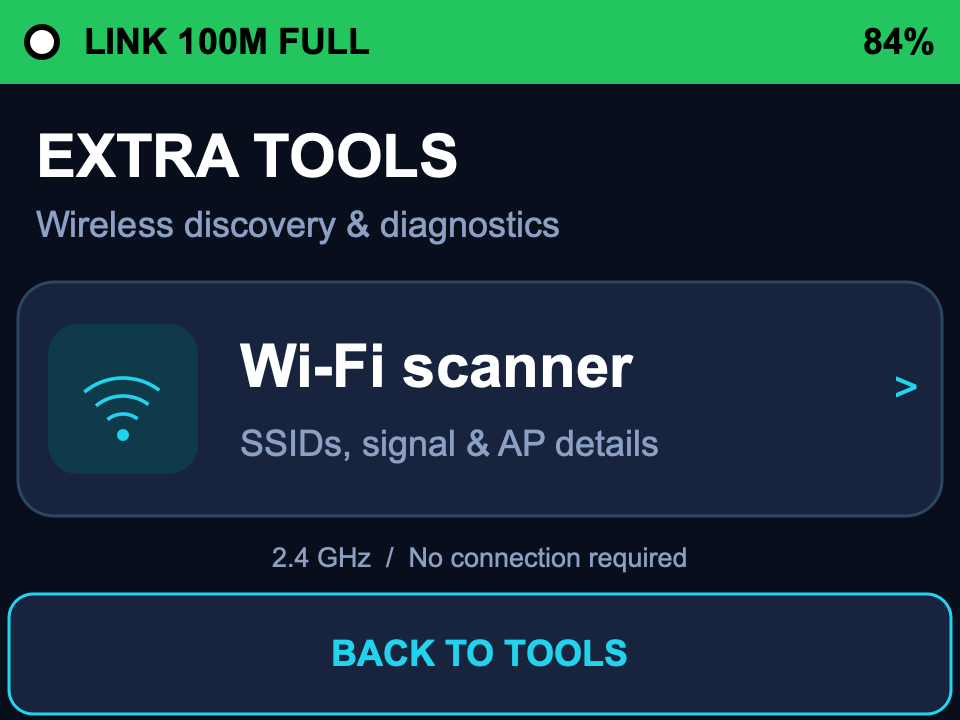 LINK 100M FULL 84%
EXTRA TOOLS
Wireless discovery & diagnostics
Wi-Fi scanner
>
SSIDs, signal & AP details
2.4 GHz / No connection required
BACK TO TOOLS